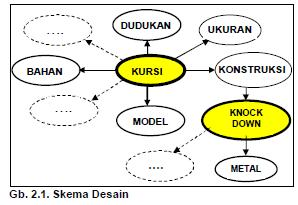 DUDUKAN
....
UKURAN
BAHAN
KURSI
KONSTRUKSI
....
MODEL
KNOCK
DOWN
....
METAL
Gb. 2.1. Skema Desain